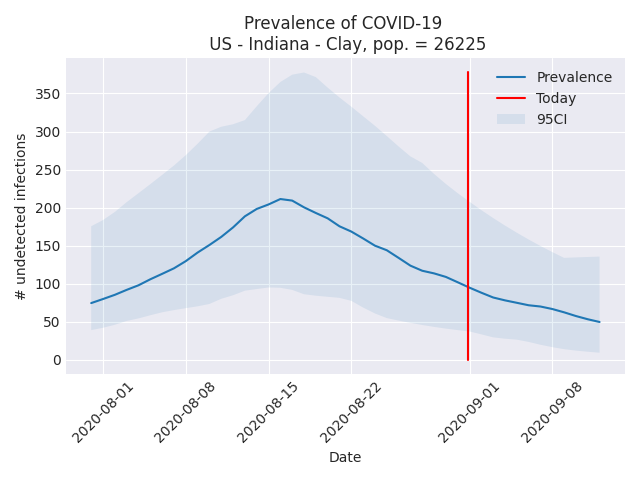 Prevalence of COVID-19
US - Indiana - Clay, pop. = 26225
Prevalence
Today
95CI
350
300
250
200
150
100
50
0
# undetected infections
2020-08-01
2020-08-08
2020-08-15
2020-08-22
2020-09-01
2020-09-08
Date